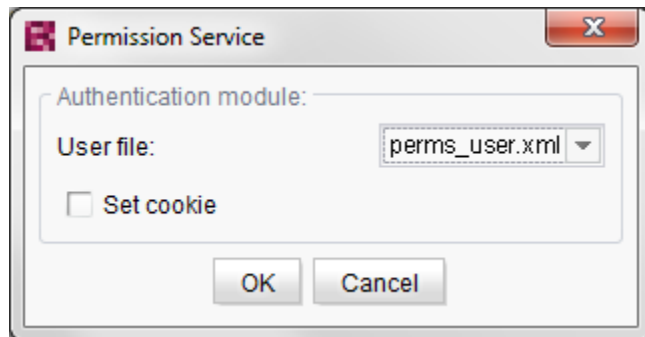 Permission Service
Authentication module:
User file:
perms_user.xml
Set cookie
OK
Cancel